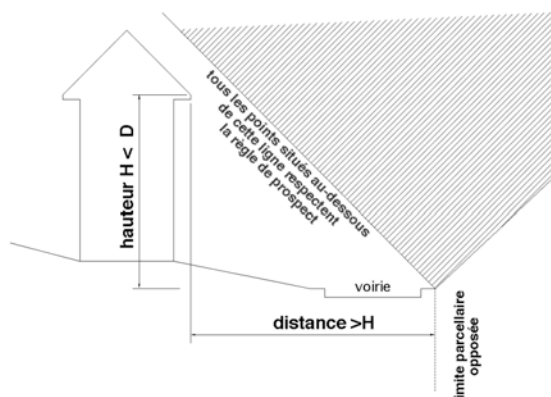 tous les points situés au-dessous
de cette ligne respectent
la règle de prospect
hauteur H < D
voirie
distance >H
imite parcellaire
opposée